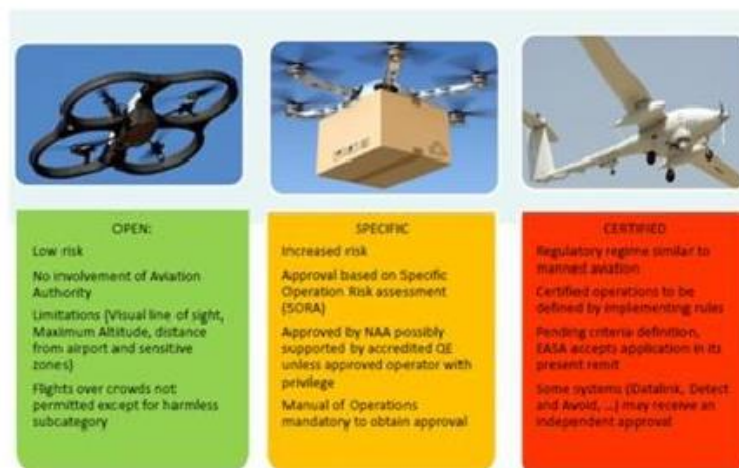 OPEN:
Low risk
No involvement of Aviation
Authority
Limitations (Visual line of sight,
Maximum Altitude, distance
from airport and sensitive
zones)
Flights over crowds not
permitted except for harmless
subcategory
SPECIFIC
Increased risk
Approval based on Specific
Operation Risk assessment
(SORA)
Approved by NAA possibly
supported by accredited QE
unless approved operator with
privilege
Manual of Operations
mandatory to obtain approval
CERTIFIED
Regulatory regime similar to
manned aviation
Certified operations to be
defined by implementing rules
Pending criteria definition,
EASA accepts application in its
present remit
Some systems (Datalink, Detect
and Avoid, ...) may receive an
independent approval